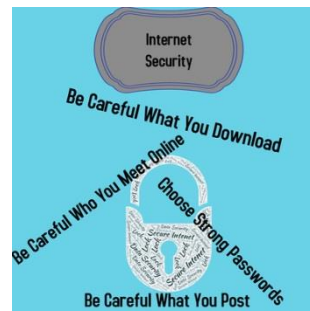 Internet
Security
Be Careful What You Download
Be Careful Who You Meet Online
Choose Strong Passwords
Be Careful What You Post